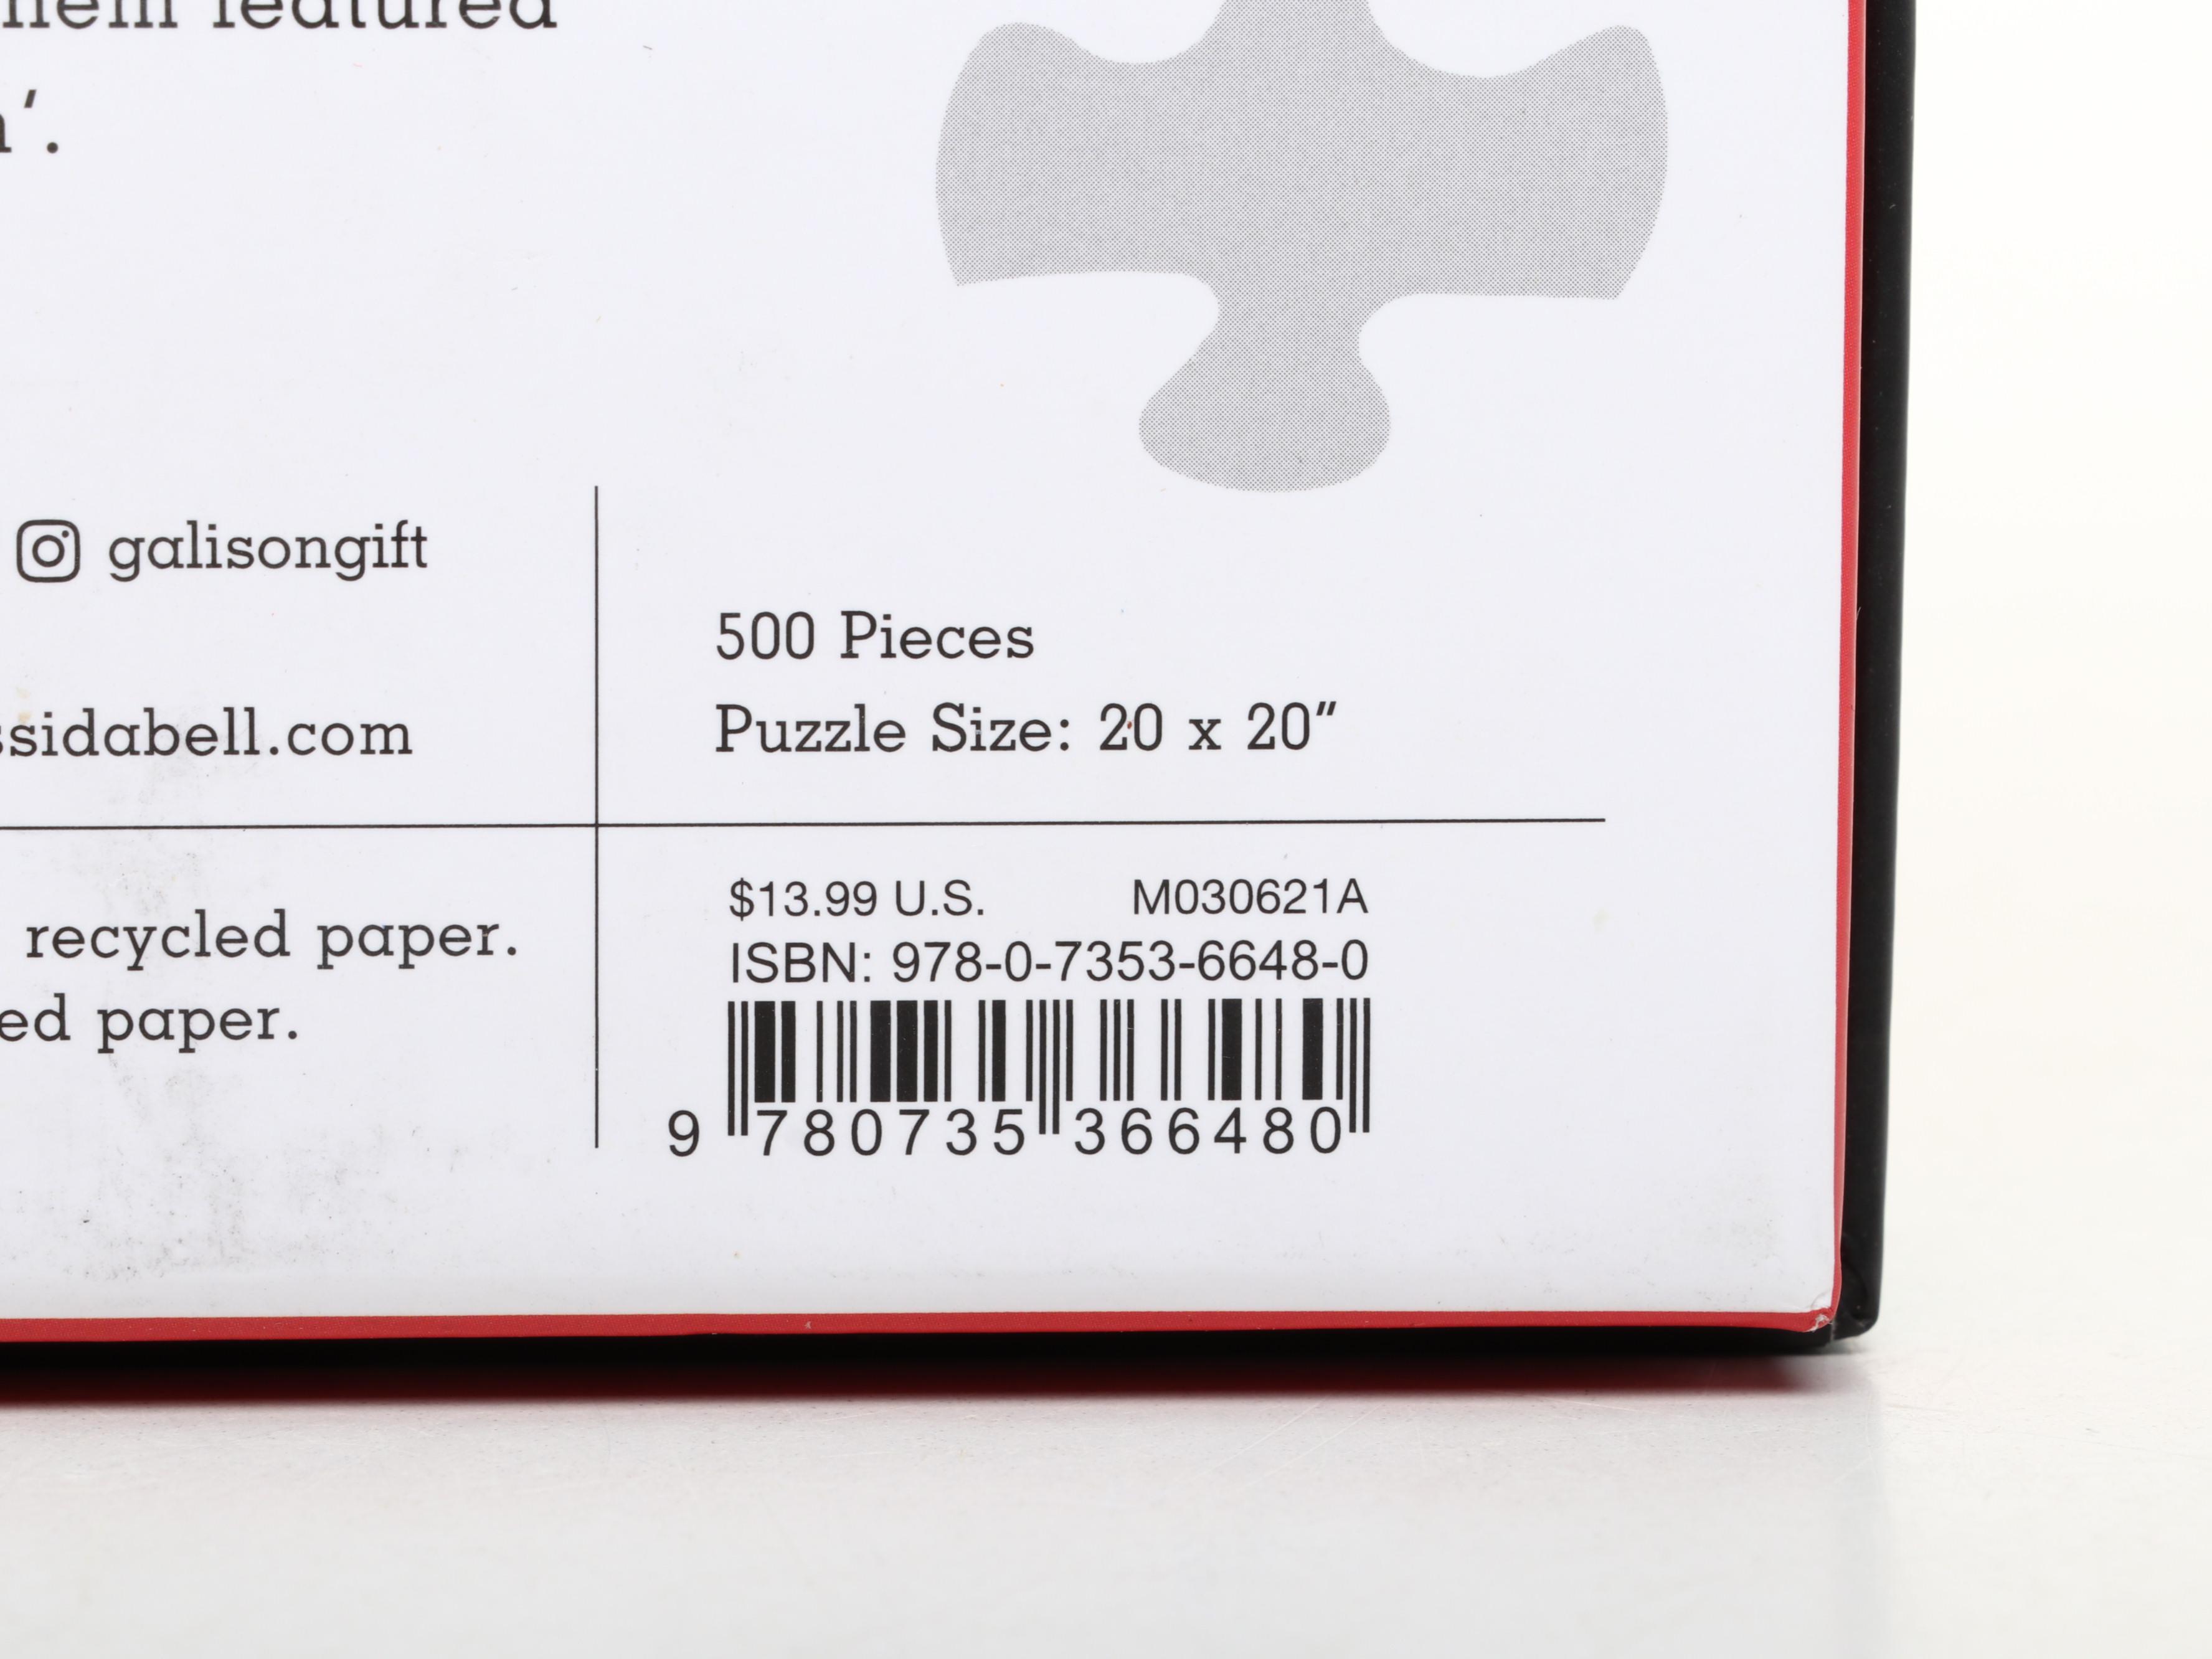 featured
galisongift
500 Pieces
Puzzle Size: 20 x 20”
ssidabell.com
$13.99 U.S. M030621A
ISBN: 978-0-7353-6648-0
recycled paper.
ed paper.
9 780735 366480